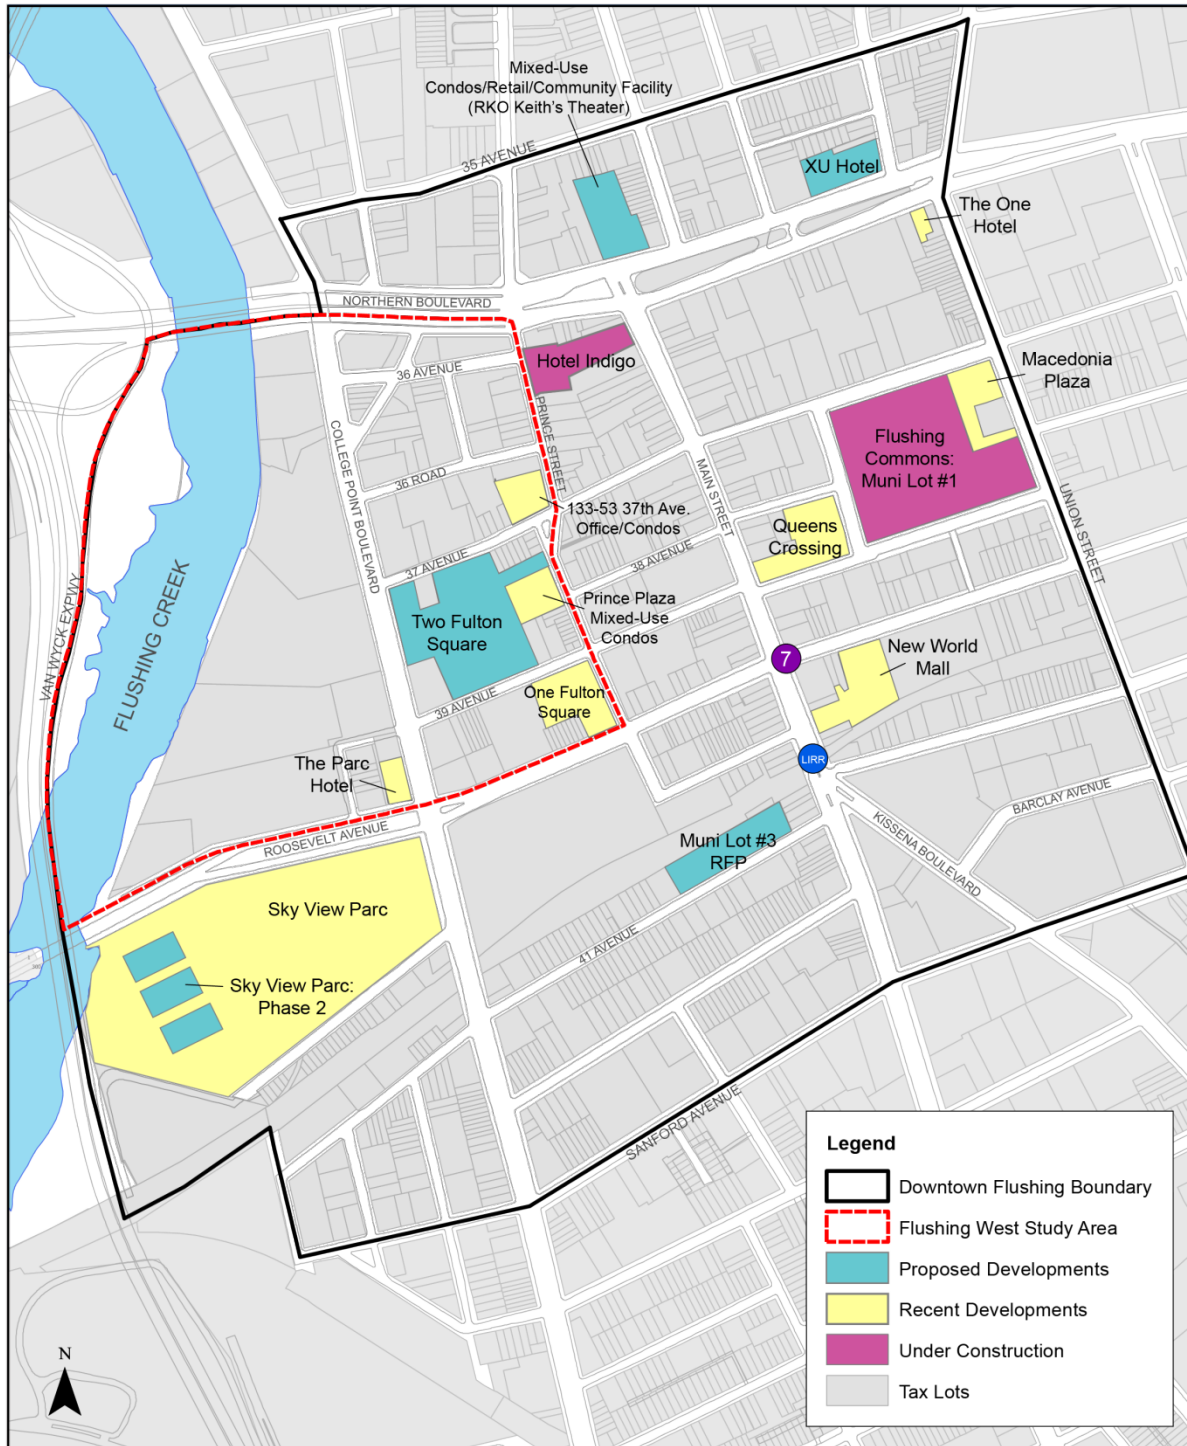 Mixed-Use
Condos/Retail/Community Facility
(RKO Keith's Theater)
35 AVENUE
XU Hotel
The One
Hotel
NORTHERN BOULEVARD
Hotel Indigo
36 AVENUE
Macedonia
Plaza
PRINCE STREET
COLLEGE POINT BOULEVARD
Flushing
Commons:
Muni Lot #1
36 ROAD
MAIN STREET
UNION STREET
133-53 37th Ave.
Office/Condos
Queens
Crossing
37 AVENUE
38 AVENUE
VAN WYCK EXPWY
FLUSHING CREEK
Prince Plaza
Mixed-Use
Condos
Two Fulton
Square
7
New World
Mall
One Fulton
Square
39 AVENUE
The Parc
Hotel
LIRR
BARCLAY AVENUE
KISSENA BOULEVARD
ROOSEVELT AVENUE
Muni Lot #3
RFP
Sky View Parc
41 AVENUE
Sky View Parc:
Phase 2
SANFORD AVENUE
N
Legend
Downtown Flushing Boundary
Flushing West Study Area
Proposed Developments
Recent Developments
Under Construction
Tax Lots